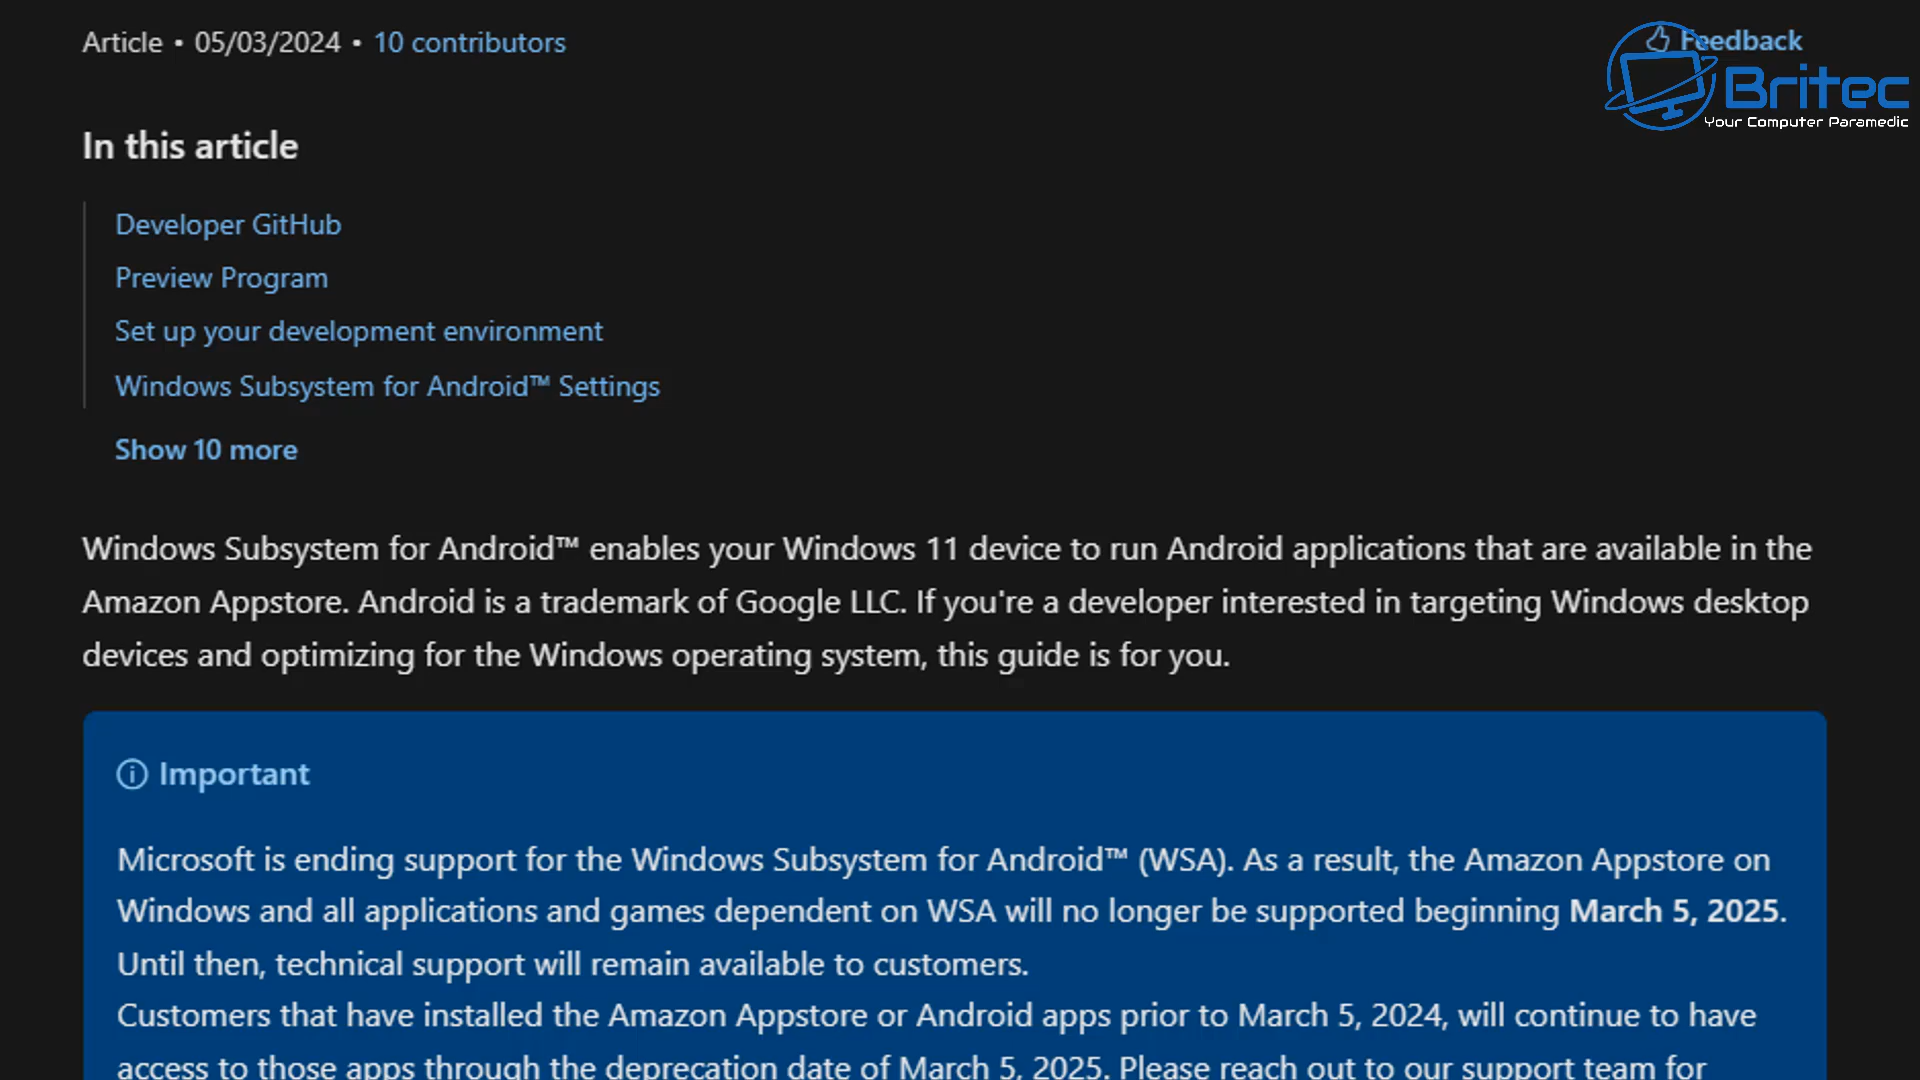 Article • 05/03/2024 • 10 contributors
Feedback
Britec
Your Computer Paramedic
In this article
Developer GitHub
Preview Program
Set up your development environment
Windows Subsystem for Android™ Settings
Show 10 more
Windows Subsystem for Android™ enables your Windows 11 device to run Android applications that are available in the
Amazon Appstore. Android is a trademark of Google LLC. If you're a developer interested in targeting Windows desktop
devices and optimizing for the Windows operating system, this guide is for you.
Important
Microsoft is ending support for the Windows Subsystem for Android™ (WSA). As a result, the Amazon Appstore on
Windows and all applications and games dependent on WSA will no longer be supported beginning March 5, 2025.
Until then, technical support will remain available to customers.
Customers that have installed the Amazon Appstore or Android apps prior to March 5, 2024, will continue to have
access to those apps through the deprecation date of March 5, 2025. Please reach out to our support team for